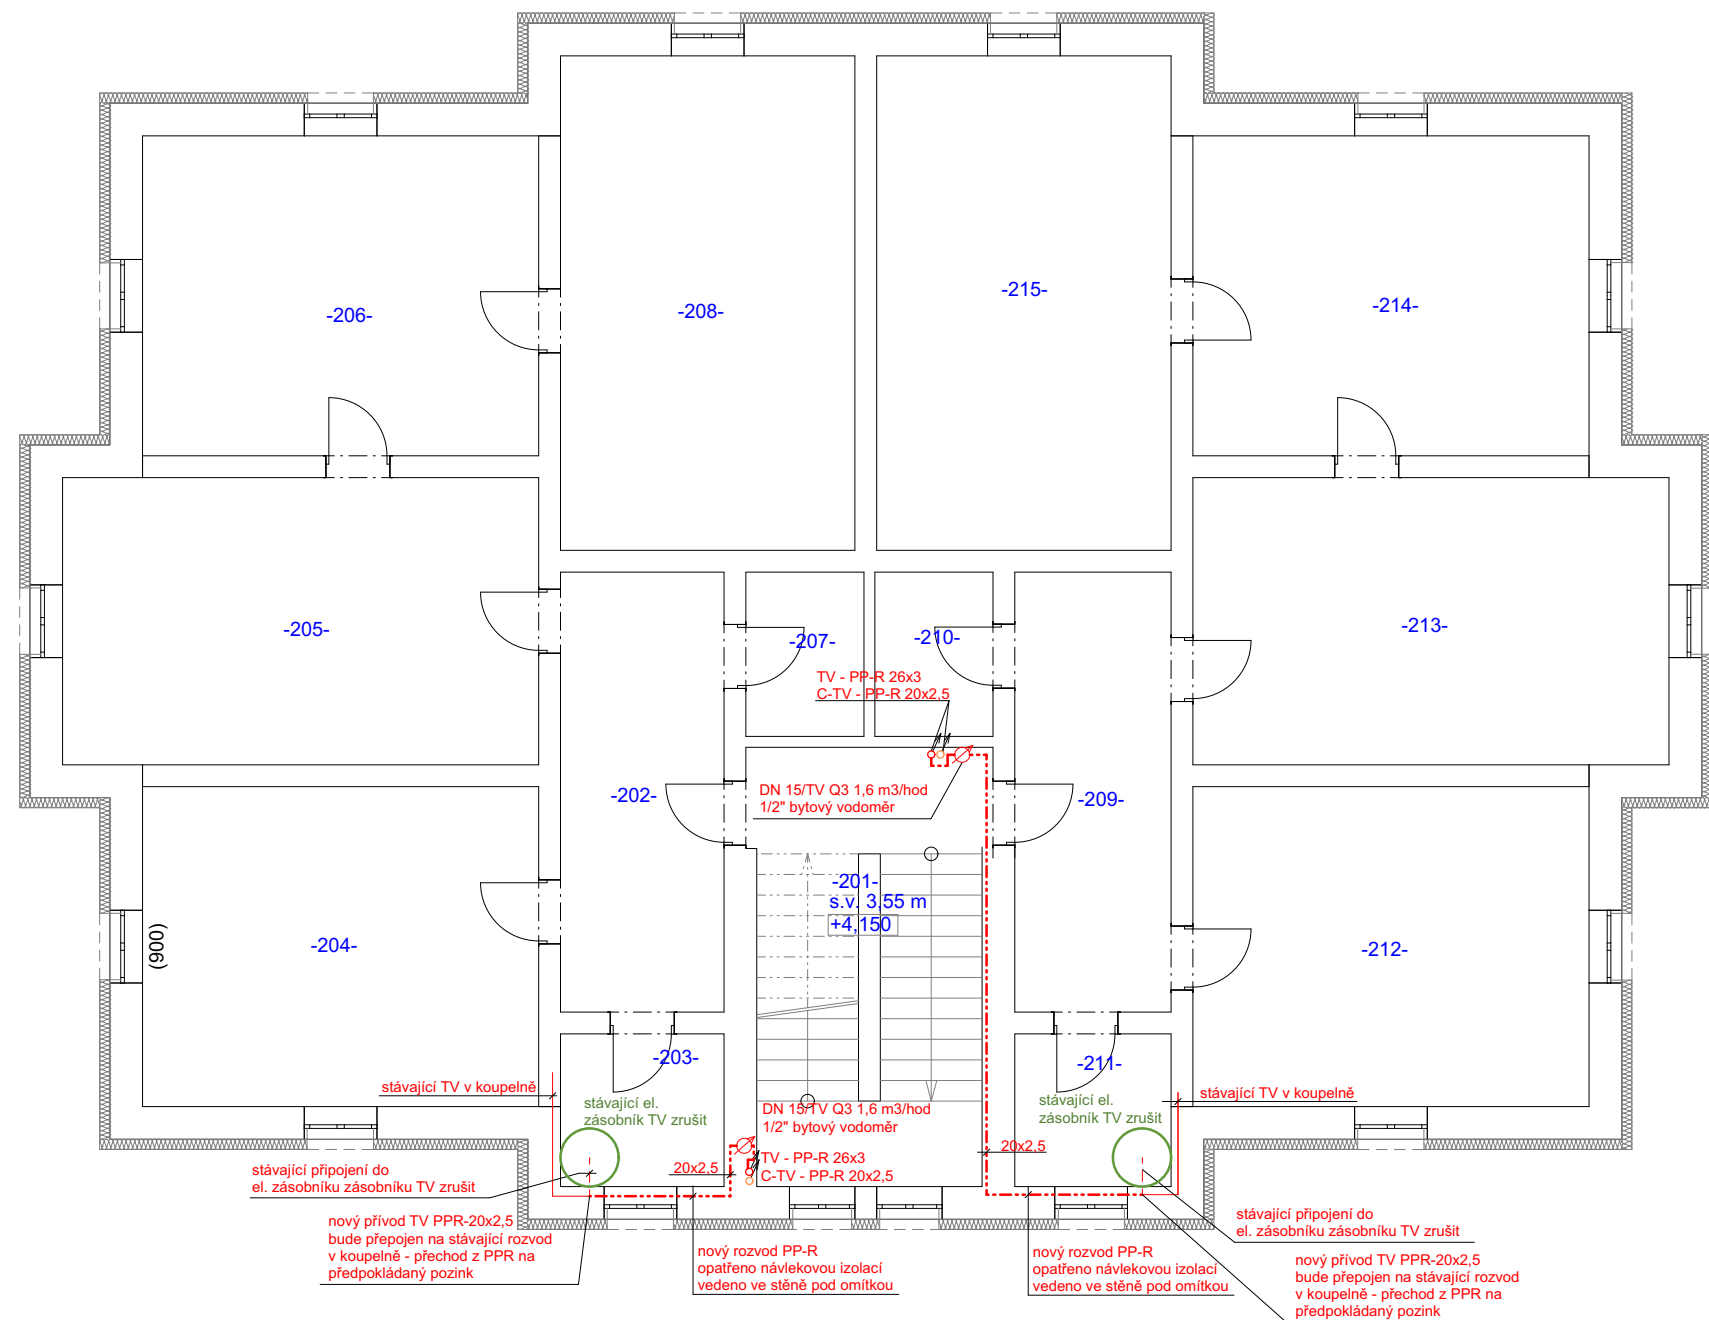 -206-
-208-
-215-
-214-
-205-
-207-
-210-
-213-
TV - PP-R 26x3
C-TV - PP-R 20x2,5
-202-
DN 15/TV Q3 1,6 m3/hod
1/2" bytový vodoměr
-209-
-201-
s.v. 3,55 m
+4,150
-204-
(900)
-212-
-203-
-211-
stávající TV v koupelně
stávající el.
zásobník TV zrušit
DN 15/TV Q3 1,6 m3/hod
1/2" bytový vodoměr
stávající el.
zásobník TV zrušit
stávající TV v koupelně
TV - PP-R 26x3
C-TV - PP-R 20x2,5
20x2,5
20x2,5
stávající připojení do
el. zásobníku zásobníku TV zrušit
nový přívod TV PPR-20x2,5
bude přepojen na stávající rozvod
v koupelně - přechod z PPR na
předpokládaný pozink
nový rozvod PP-R
opatřeno návlekovou izolací
vedeno ve stěně pod omítkou
nový rozvod PP-R
opatřeno návlekovou izolací
vedeno ve stěně pod omítkou
stávající připojení do
el. zásobníku zásobníku TV zrušit
nový přívod TV PPR-20x2,5
bude přepojen na stávající rozvod
v koupelně - přechod z PPR na
předpokládaný pozink